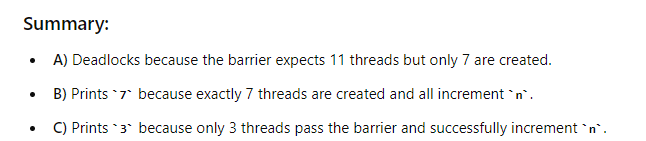 Summary:
• A) Deadlocks because the barrier expects 11 threads but only 7 are created.
• B) Prints `7` because exactly 7 threads are created and all increment `n`.
• C) Prints `3` because only 3 threads pass the barrier and successfully increment `n`.